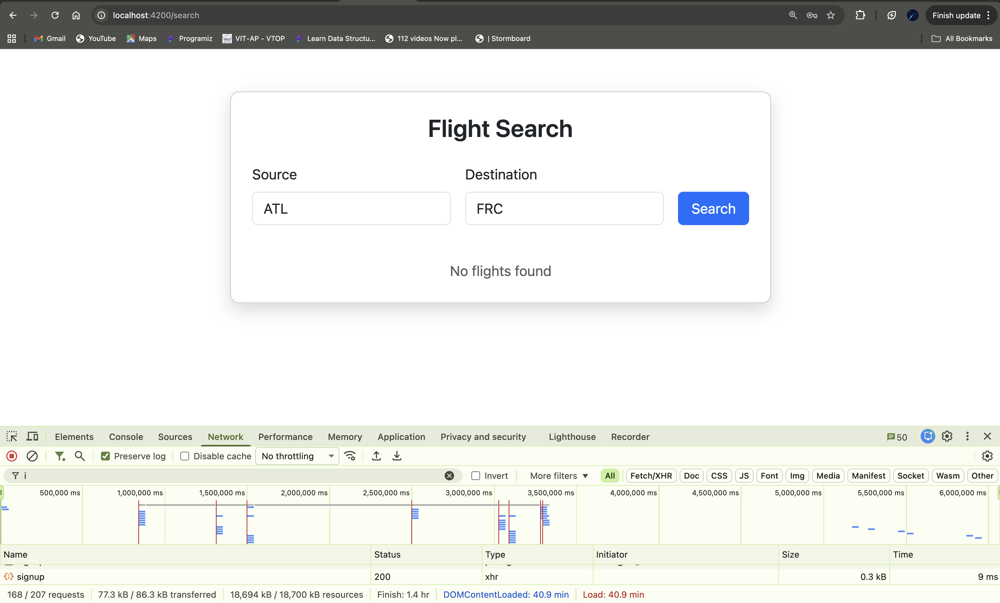 localhost:4200/search
Finish update
Gmail YouTube Maps Programiz VIT-AP - VTOP Learn Data Structu... 112 videos Now pl... | Stormboard All Bookmarks
Flight Search
Source Destination
ATL FRC Search
No flights found
Elements Console Sources Network Performance Memory Application Privacy and security Lighthouse Recorder 50
Preserve log Disable cache No throttling
i Invert More filters All Fetch/XHR Doc CSS JS Font Img Media Manifest Socket Wasm Other
500,000 ms 1,000,000 ms 1,500,000 ms 2,000,000 ms 2,500,000 ms 3,000,000 ms 3,500,000 ms 4,000,000 ms 4,500,000 ms 5,000,000 ms 5,500,000 ms 6,000,000 ms
Name Status Type Initiator Size Time
signup 200 xhr 0.3 kB 9 ms
168 / 207 requests 77.3 kB / 86.3 kB transferred 18,694 kB / 18,700 kB resources Finish: 1.4 hr DOMContentLoaded: 40.9 min Load: 40.9 min